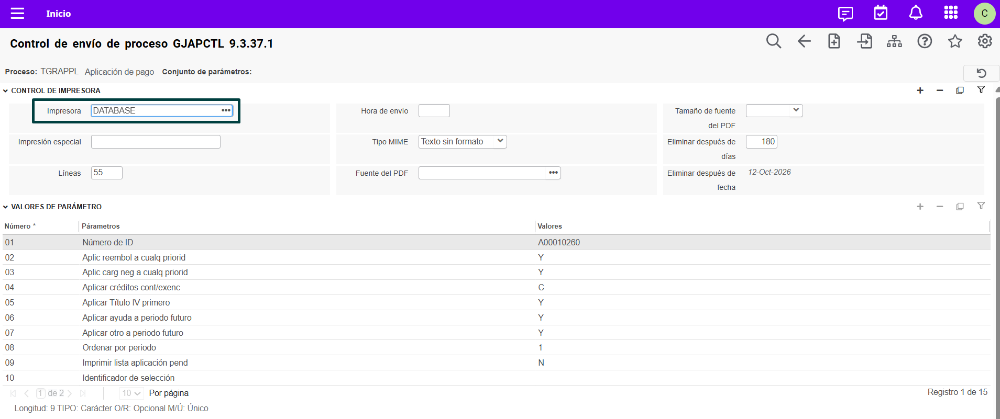 Inicio
C
Control de envío de proceso GJAPCTL 9.3.37.1
Proceso: TGRAPPL Aplicación de pago Conjunto de parámetros:
CONTROL DE IMPRESORA
Impresora DATABASE ••• Hora de envío Tamaño de fuente del PDF
Impresión especial Tipo MIME Texto sin formato Eliminar después de días 180
Líneas 55 Fuente del PDF ••• Eliminar después de fecha 12-Oct-2026
VALORES DE PARÁMETRO
Número * Párametros Valores
01 Número de ID A00010260
02 Aplic reembol a cualq priorid Y
03 Aplic carg neg a cualq priorid Y
04 Aplicar créditos cont/exenc C
05 Aplicar Título IV primero Y
06 Aplicar ayuda a periodo futuro Y
07 Aplicar otro a periodo futuro Y
08 Ordenar por periodo 1
09 Imprimir lista aplicación pend N
10 Identificador de selección
1 de 2 10 Por página Registro 1 de 15
Longitud: 9 TIPO: Carácter O/R: Opcional M/Ú: Único